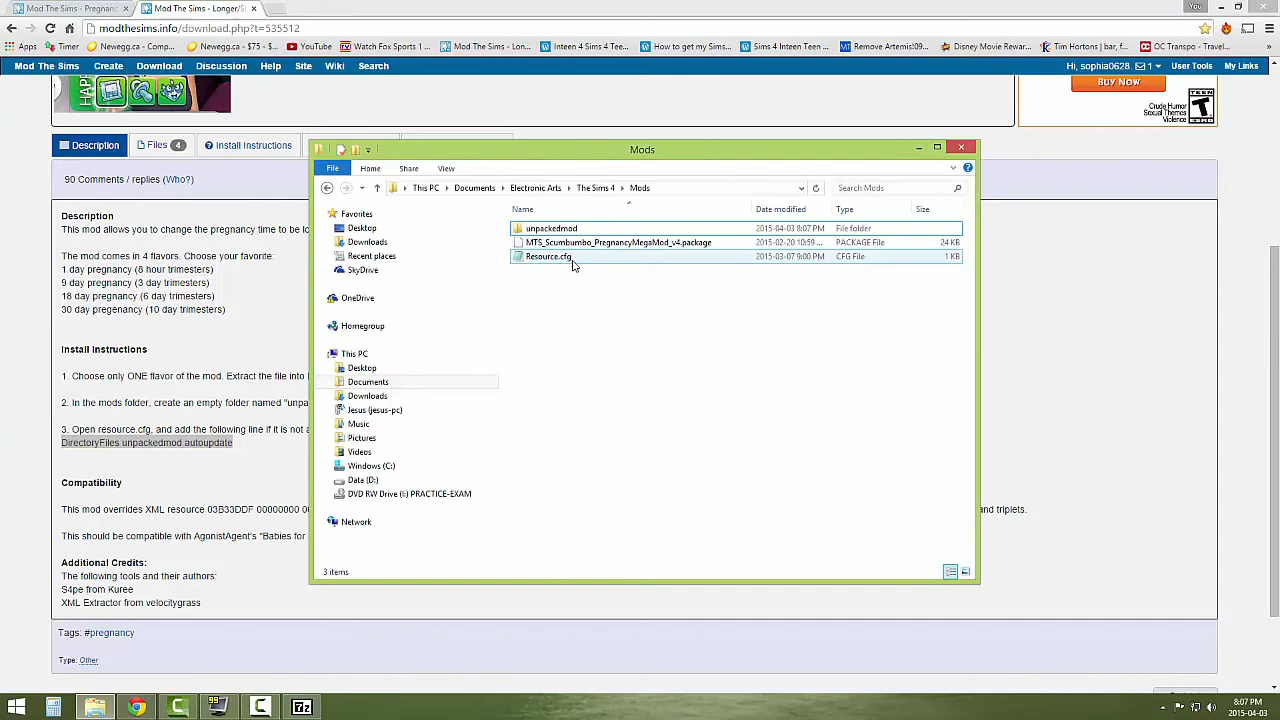 Mod The Sims - Pregnanc ×
Mod The Sims - Longer/S ×
You
modthesims.info/download.php?t=535512
Apps
Timer
Newegg.ca - Comp...
Newegg.ca - $75 - $...
YouTube
Watch Fox Sports 1 ...
Mod The Sims - Lon...
Inteen 4 Sims 4 Tee...
How to get my sims...
Sims 4 Inteen Teen ...
Remove Artemis!09...
Disney Movie Rewar...
Tim Hortons | bar, f...
OC Transpo - Travel...
Mod The Sims Create Download Discussion Help Site Wiki Search
Hi, sophia0628. 1 User Tools My Links
BUY NOW
Crude Humor
Sexual Themes
Violence
TEEN
T
Description
Files 4
Install Instructions
90 Comments / replies (Who?)
Description
This mod allows you to change the pregnancy time to be lo
The mod comes in 4 flavors. Choose your favorite:
1 day pregnancy (8 hour trimesters)
9 day pregenancy (3 day trimesters)
18 day pregnancy (6 day trimesters)
30 day pregnancy (10 day trimesters)
Install Instructions
1. Choose only ONE flavor of the mod. Extract the file into
2. In the mods folder, create an empty folder named "unpa
3. Open resource.cfg, and add the following line if it is not a
DirectoryFiles unpackedmod autoupdate
Compatibility
This mod overrides XML resource 03B33DDF 00000000 0
nd triplets.
This should be compatible with AgonistAgent's "Babies for
Additional Credits:
The following tools and their authors:
S4pe from Kuree
XML Extractor from velocitygrass
Tags: #pregnancy
Type: Other
Mods
File Home Share View
This PC Documents Electronic Arts The Sims 4 Mods
Search Mods
Name Date modified Type Size
unpackedmod 2015-04-03 8:07 PM File folder
MTS_Scumbumbo_PregnancyMegaMod_v4.package 2015-02-20 10:59 ... PACKAGE File 24 KB
Resource.cfg 2015-03-07 9:00 PM CFG File 1 KB
Favorites
Desktop
Downloads
Recent places
SkyDrive
OneDrive
Homegroup
This PC
Desktop
Documents
Downloads
Jesus (jesus-pc)
Music
Pictures
Videos
Windows (C:)
Data (D:)
DVD RW Drive (I:) PRACTICE-EXAM
Network
3 items
99
7z
8:07 PM
2015-04-03